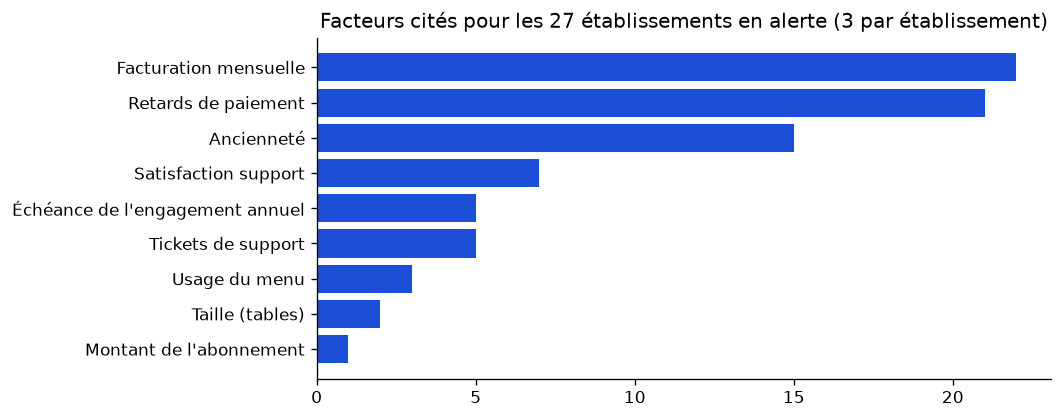 Facteurs cités pour les 27 établissements en alerte (3 par établissement)
Facturation mensuelle
Retards de paiement
Ancienneté
Satisfaction support
Échéance de l'engagement annuel
Tickets de support
Usage du menu
Taille (tables)
Montant de l'abonnement
0 5 10 15 20